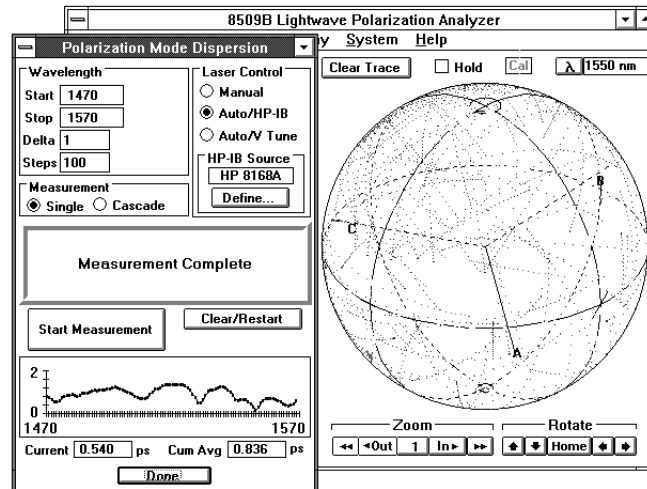 8509B Lightwave Polarization Analyzer
Polarization Mode Dispersion
y System Help
Clear Trace Hold Cal λ 1550 nm
Wavelength
Start 1470
Stop 1570
Delta 1
Steps 100
Laser Control
Manual
Auto/HP-IB
Auto/V Tune
HP-IB Source
HP 8168A
Define...
Measurement
Single Cascade
Measurement Complete
Start Measurement
Clear/Restart
2
0
1470 1570
Current 0.540 ps Cum Avg 0.836 ps
Done
B
C
A
Zoom
Out 1 In
Rotate
Home